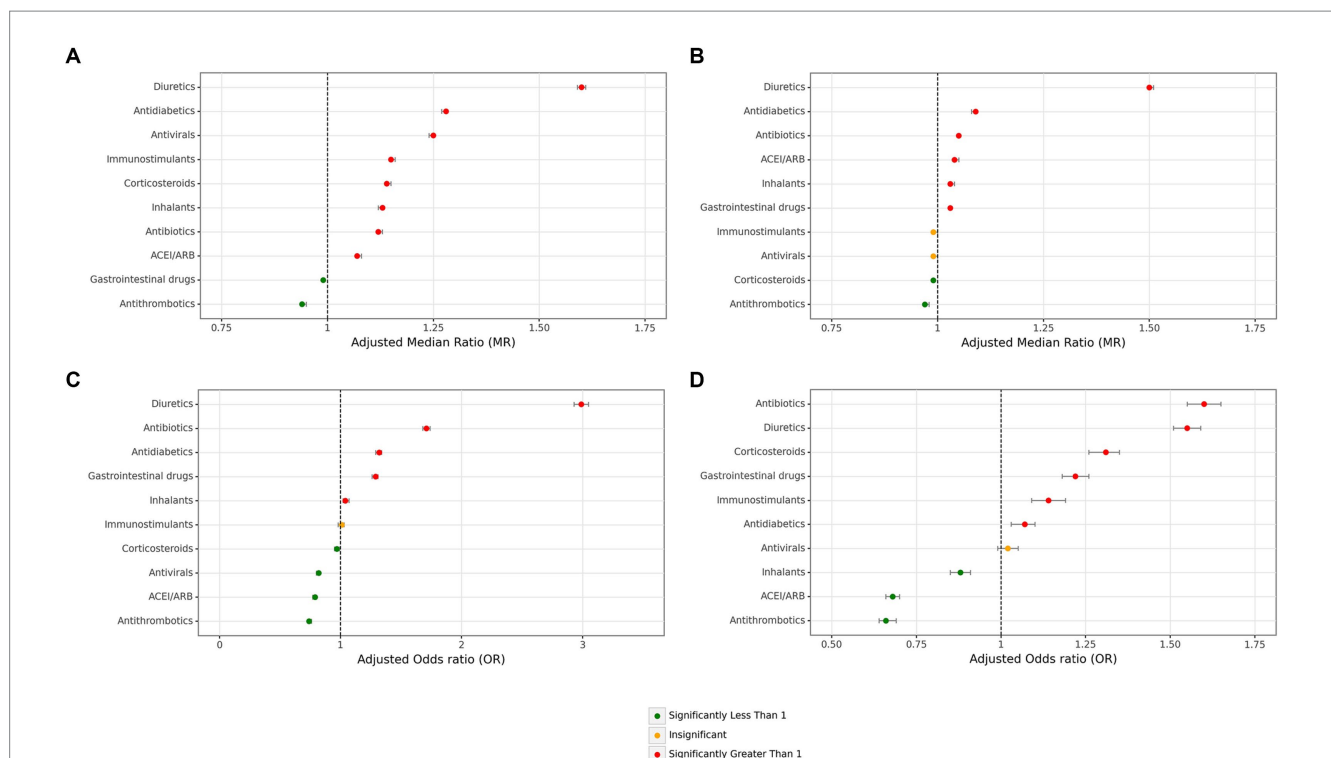 A
Diuretics
Antidiabetics
Antivirals
Immunostimulants
Corticosteroids
Inhalants
Antibiotics
ACEI/ARB
Gastrointestinal drugs
Antithrombotics
0.75 1 1.25 1.50 1.75
Adjusted Median Ratio (MR)
B
Diuretics
Antidiabetics
Antibiotics
ACEI/ARB
Inhalants
Gastrointestinal drugs
Immunostimulants
Antivirals
Corticosteroids
Antithrombotics
0.75 1 1.25 1.50 1.75
Adjusted Median Ratio (MR)
C
Diuretics
Antibiotics
Antidiabetics
Gastrointestinal drugs
Inhalants
Immunostimulants
Corticosteroids
Antivirals
ACEI/ARB
Antithrombotics
0 1 2 3
Adjusted Odds ratio (OR)
D
Antibiotics
Diuretics
Corticosteroids
Gastrointestinal drugs
Immunostimulants
Antidiabetics
Antivirals
Inhalants
ACEI/ARB
Antithrombotics
0.50 0.75 1 1.25 1.50 1.75
Adjusted Odds ratio (OR)
Significantly Less Than 1
Insignificant
Significantly Greater Than 1